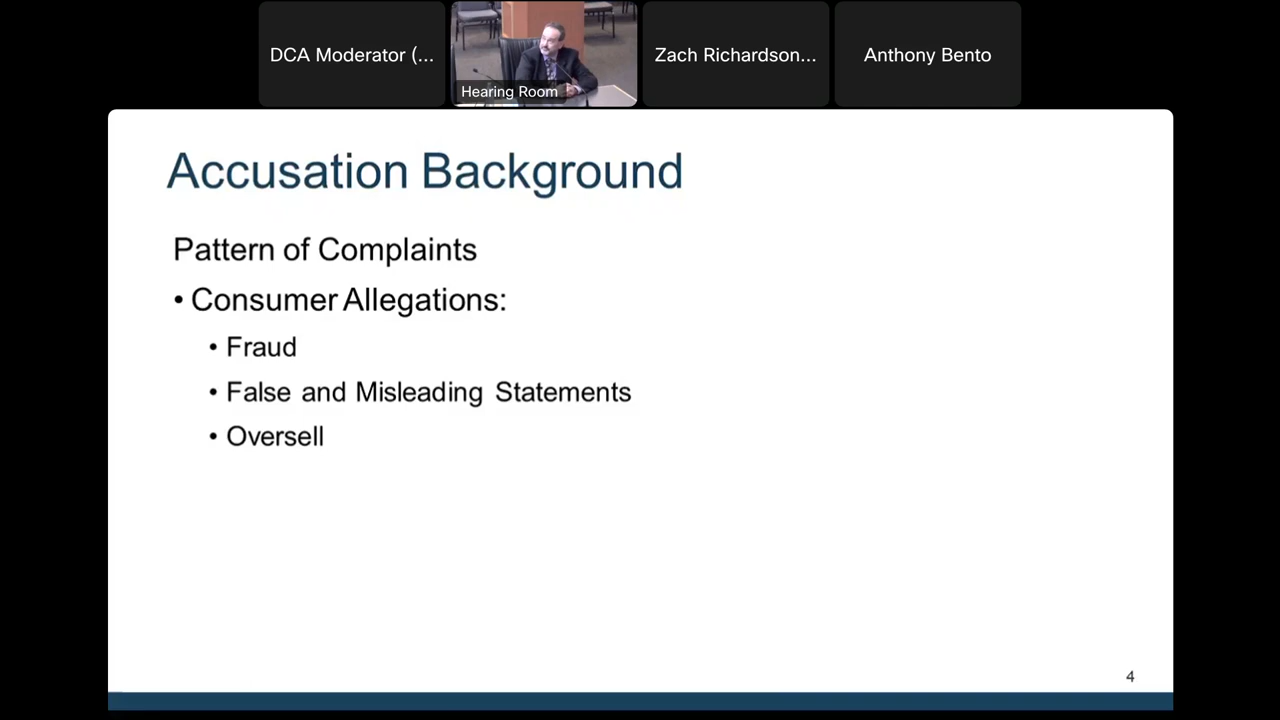 DCA Moderator (...
Hearing Room
Zach Richardson...
Anthony Bento
Accusation Background
Pattern of Complaints
• Consumer Allegations:
• Fraud
• False and Misleading Statements
• Oversell
4